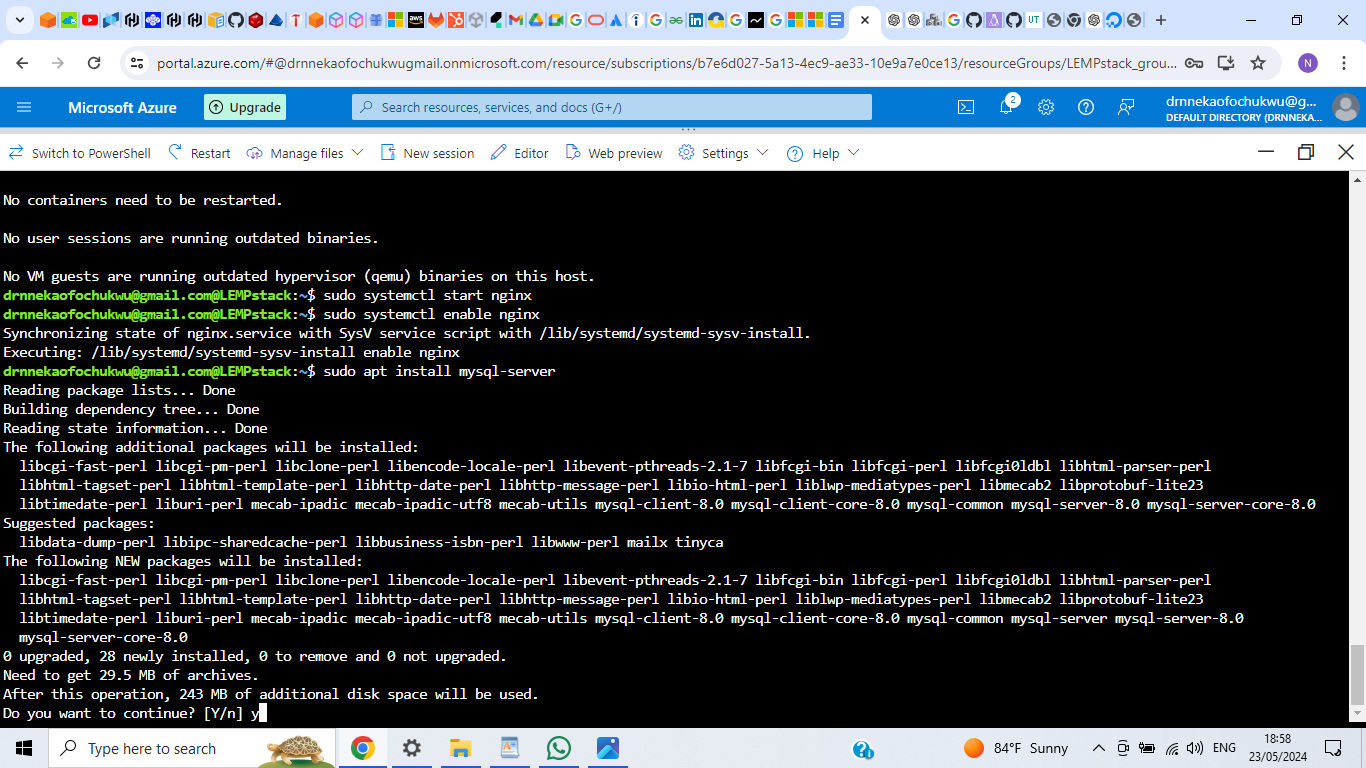 portal.azure.com/#@drnnekaofochukwugmail.onmicrosoft.com/resource/subscriptions/b7e6d027-5a13-4ec9-ae33-10e9a7e0ce13/resourceGroups/LEMPstack_grou...
N
Microsoft Azure
Upgrade
Search resources, services, and docs (G+/)
2
drnnekaofochukwu@g...
DEFAULT DIRECTORY (DRNNEKA...
Switch to PowerShell Restart Manage files New session Editor Web preview Settings Help
No containers need to be restarted.
No user sessions are running outdated binaries.
No VM guests are running outdated hypervisor (qemu) binaries on this host.
drnnekaofochukwu@gmail.com@LEMPstack:~$ sudo systemctl start nginx
drnnekaofochukwu@gmail.com@LEMPstack:~$ sudo systemctl enable nginx
Synchronizing state of nginx.service with SysV service script with /lib/systemd/systemd-sysv-install.
Executing: /lib/systemd/systemd-sysv-install enable nginx
drnnekaofochukwu@gmail.com@LEMPstack:~$ sudo apt install mysql-server
Reading package lists... Done
Building dependency tree... Done
Reading state information... Done
The following additional packages will be installed:
libcgi-fast-perl libcgi-pm-perl libclone-perl libencode-locale-perl libevent-pthreads-2.1-7 libfcgi-bin libfcgi-perl libfcgi0ldbl libhtml-parser-perl
libhtml-tagset-perl libhtml-template-perl libhttp-date-perl libhttp-message-perl libio-html-perl liblwp-mediatypes-perl libmecab2 libprotobuf-lite23
libtimedate-perl liburi-perl mecab-ipadic mecab-ipadic-utf8 mecab-utils mysql-client-8.0 mysql-client-core-8.0 mysql-common mysql-server-8.0 mysql-server-core-8.0
Suggested packages:
libdata-dump-perl libipc-sharedcache-perl libbusiness-isbn-perl libwww-perl mailx tinyca
The following NEW packages will be installed:
libcgi-fast-perl libcgi-pm-perl libclone-perl libencode-locale-perl libevent-pthreads-2.1-7 libfcgi-bin libfcgi-perl libfcgi0ldbl libhtml-parser-perl
libhtml-tagset-perl libhtml-template-perl libhttp-date-perl libhttp-message-perl libio-html-perl liblwp-mediatypes-perl libmecab2 libprotobuf-lite23
libtimedate-perl liburi-perl mecab-ipadic mecab-ipadic-utf8 mecab-utils mysql-client-8.0 mysql-client-core-8.0 mysql-common mysql-server mysql-server-8.0
mysql-server-core-8.0
0 upgraded, 28 newly installed, 0 to remove and 0 not upgraded.
Need to get 29.5 MB of archives.
After this operation, 243 MB of additional disk space will be used.
Do you want to continue? [Y/n] y
Type here to search
84°F Sunny
ENG
18:58
23/05/2024